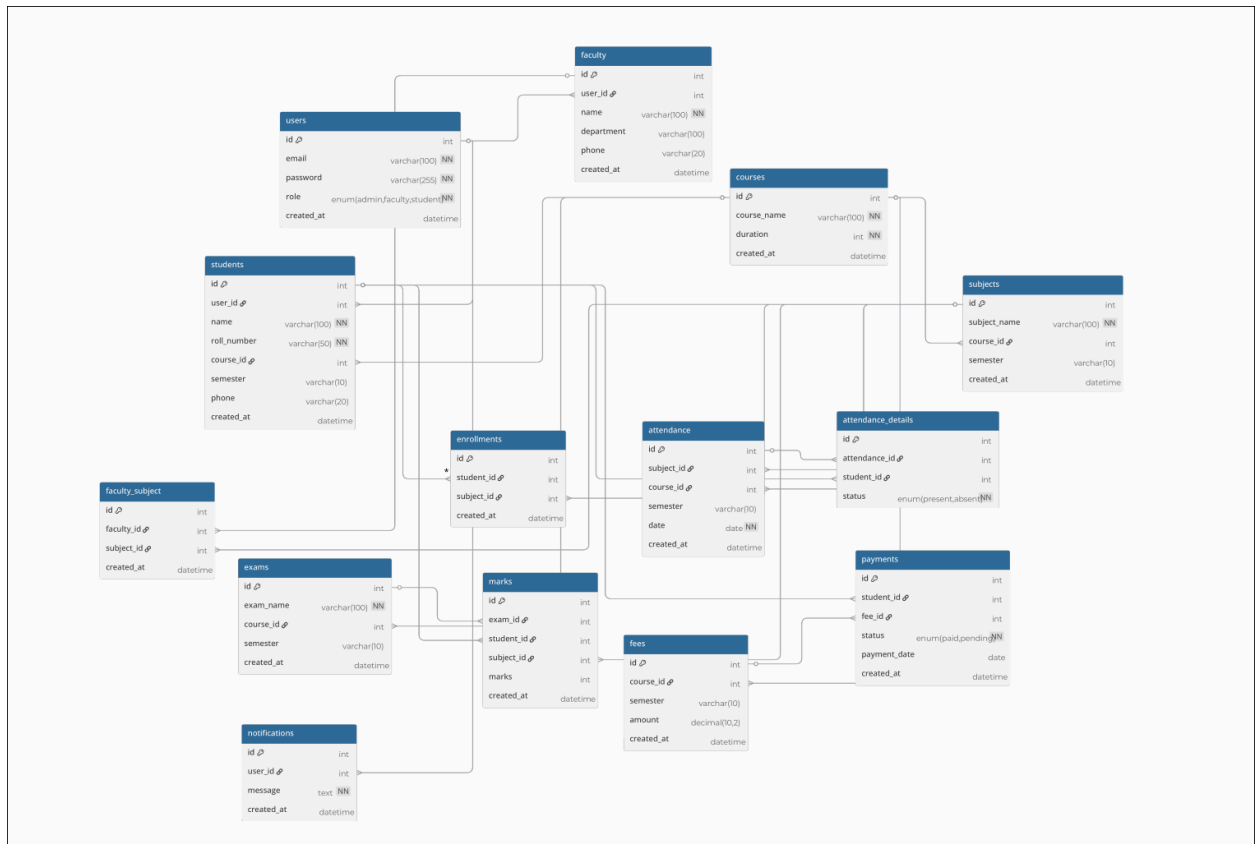 faculty
id int
user_id int
name varchar(100) NN
department varchar(100)
phone varchar(20)
created_at datetime
users
id int
email varchar(100) NN
password varchar(255) NN
role enum(admin,faculty,student) NN
created_at datetime
courses
id int
course_name varchar(100) NN
duration int NN
created_at datetime
students
id int
user_id int
name varchar(100) NN
roll_number varchar(50) NN
course_id int
semester varchar(10)
phone varchar(20)
created_at datetime
subjects
id int
subject_name varchar(100) NN
course_id int
semester varchar(10)
created_at datetime
enrollments
id int
* student_id int
subject_id int
created_at datetime
attendance
id int
subject_id int
course_id int
semester varchar(10)
date date NN
created_at datetime
attendance_details
id int
attendance_id int
student_id int
status enum(present,absent) NN
faculty_subject
id int
faculty_id int
subject_id int
created_at datetime
exams
id int
exam_name varchar(100) NN
course_id int
semester varchar(10)
created_at datetime
marks
id int
exam_id int
student_id int
subject_id int
marks int
created_at datetime
payments
id int
student_id int
fee_id int
status enum(paid,pending) NN
payment_date date
created_at datetime
fees
id int
course_id int
semester varchar(10)
amount decimal(10,2)
created_at datetime
notifications
id int
user_id int
message text NN
created_at datetime